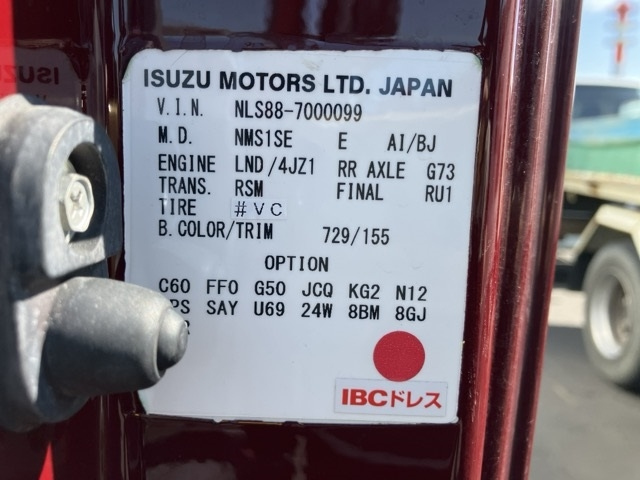 ISUZU MOTORS LTD. JAPAN
V.I.N. NLS88-7000099
M.D. NMS1SE E AI/BJ
ENGINE LND/4JZ1 RR AXLE G73
TRANS. RSM FINAL RU1
TIRE #VC
B.COLOR/TRIM 729/155
OPTION
C60 FF0 G50 JCQ KG2 N12
PS SAY U69 24W 8BM 8GJ
IBCドレス